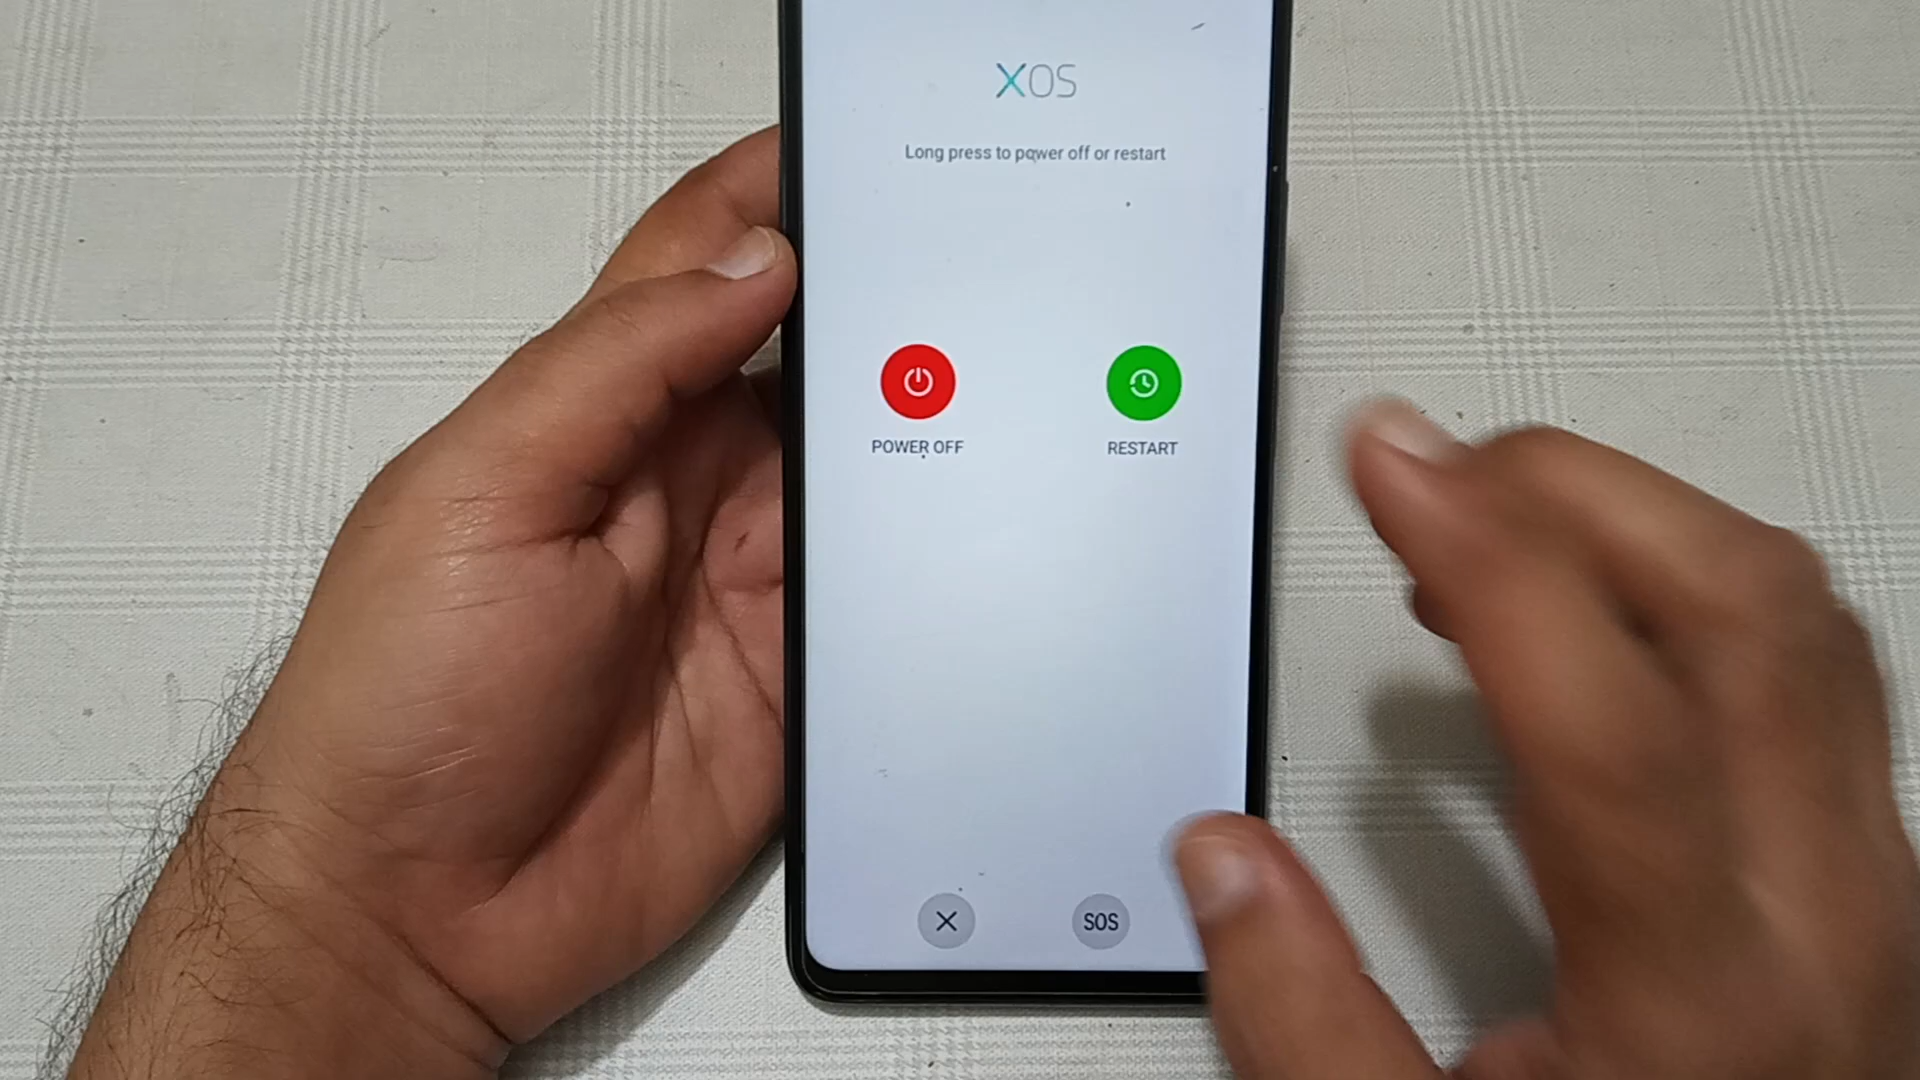 XOS
Long press to power off or restart
POWER OFF
RESTART
SOS